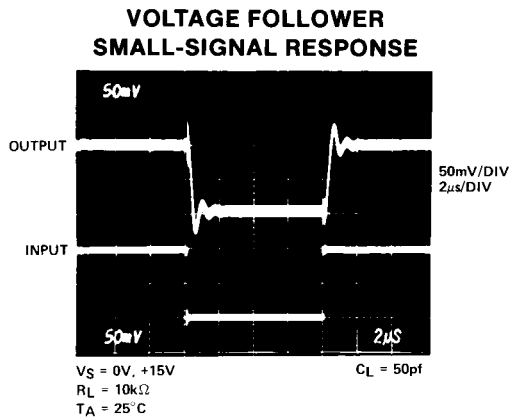 VOLTAGE FOLLOWER
SMALL-SIGNAL RESPONSE
50mV
OUTPUT
50mV/DIV
2μs/DIV
INPUT
50mV
2μS
VS = 0V, +15V
CL = 50pf
RL = 10kΩ
TA = 25°C